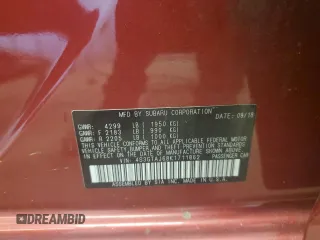 MFD BY SUBARU CORPORATION DATE: 09/18
GVWR: 4299 LB ( 1950 KG)
GAWR: F 2183 LB ( 990 KG)
GAWR: R 2205 LB ( 1000 KG)
THIS VEHICLE CONFORMS TO ALL APPLICABLE FEDERAL MOTOR
VEHICLE SAFETY, BUMPER, AND THEFT PREVENTION STANDARDS
IN EFFECT ON THE DATE OF MANUFACTURE SHOWN ABOVE.
VIN: PASSENGER CAR
ASSEMBLED BY SIA, INC. MADE IN U.S.A.
DREAMBID